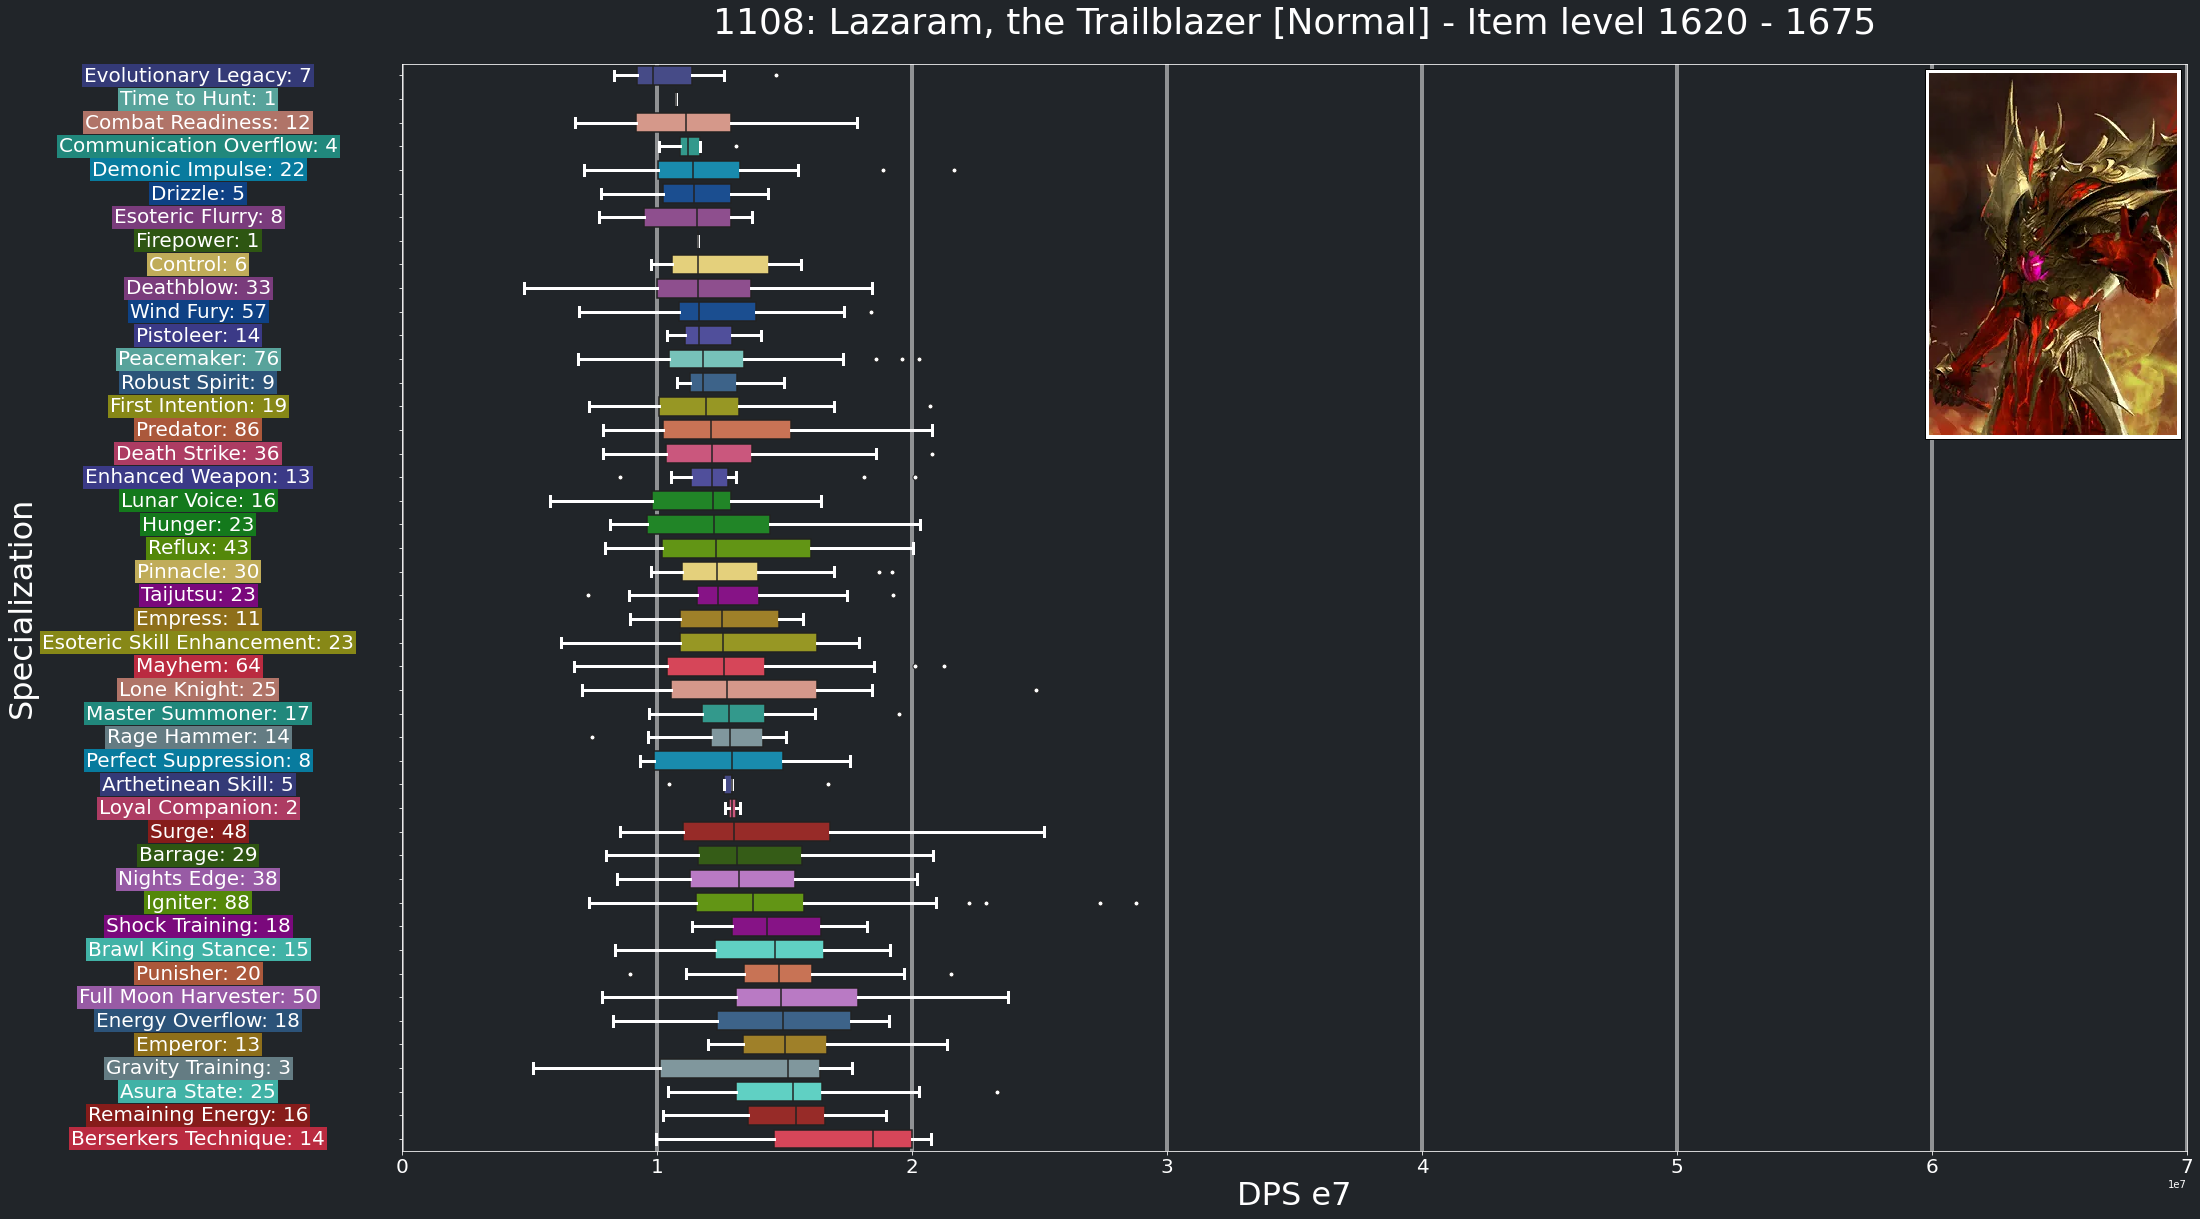 1108: Lazaram, the Trailblazer [Normal] - Item level 1620 - 1675
Specialization
Evolutionary Legacy: 7
Time to Hunt: 1
Combat Readiness: 12
Communication Overflow: 4
Demonic Impulse: 22
Drizzle: 5
Esoteric Flurry: 8
Firepower: 1
Control: 6
Deathblow: 33
Wind Fury: 57
Pistoleer: 14
Peacemaker: 76
Robust Spirit: 9
First Intention: 19
Predator: 86
Death Strike: 36
Enhanced Weapon: 13
Lunar Voice: 16
Hunger: 23
Reflux: 43
Pinnacle: 30
Taijutsu: 23
Empress: 11
Esoteric Skill Enhancement: 23
Mayhem: 64
Lone Knight: 25
Master Summoner: 17
Rage Hammer: 14
Perfect Suppression: 8
Arthetinean Skill: 5
Loyal Companion: 2
Surge: 48
Barrage: 29
Nights Edge: 38
Igniter: 88
Shock Training: 18
Brawl King Stance: 15
Punisher: 20
Full Moon Harvester: 50
Energy Overflow: 18
Emperor: 13
Gravity Training: 3
Asura State: 25
Remaining Energy: 16
Berserkers Technique: 14
0 1 2 3 4 5 6 7
1e7
DPS e7